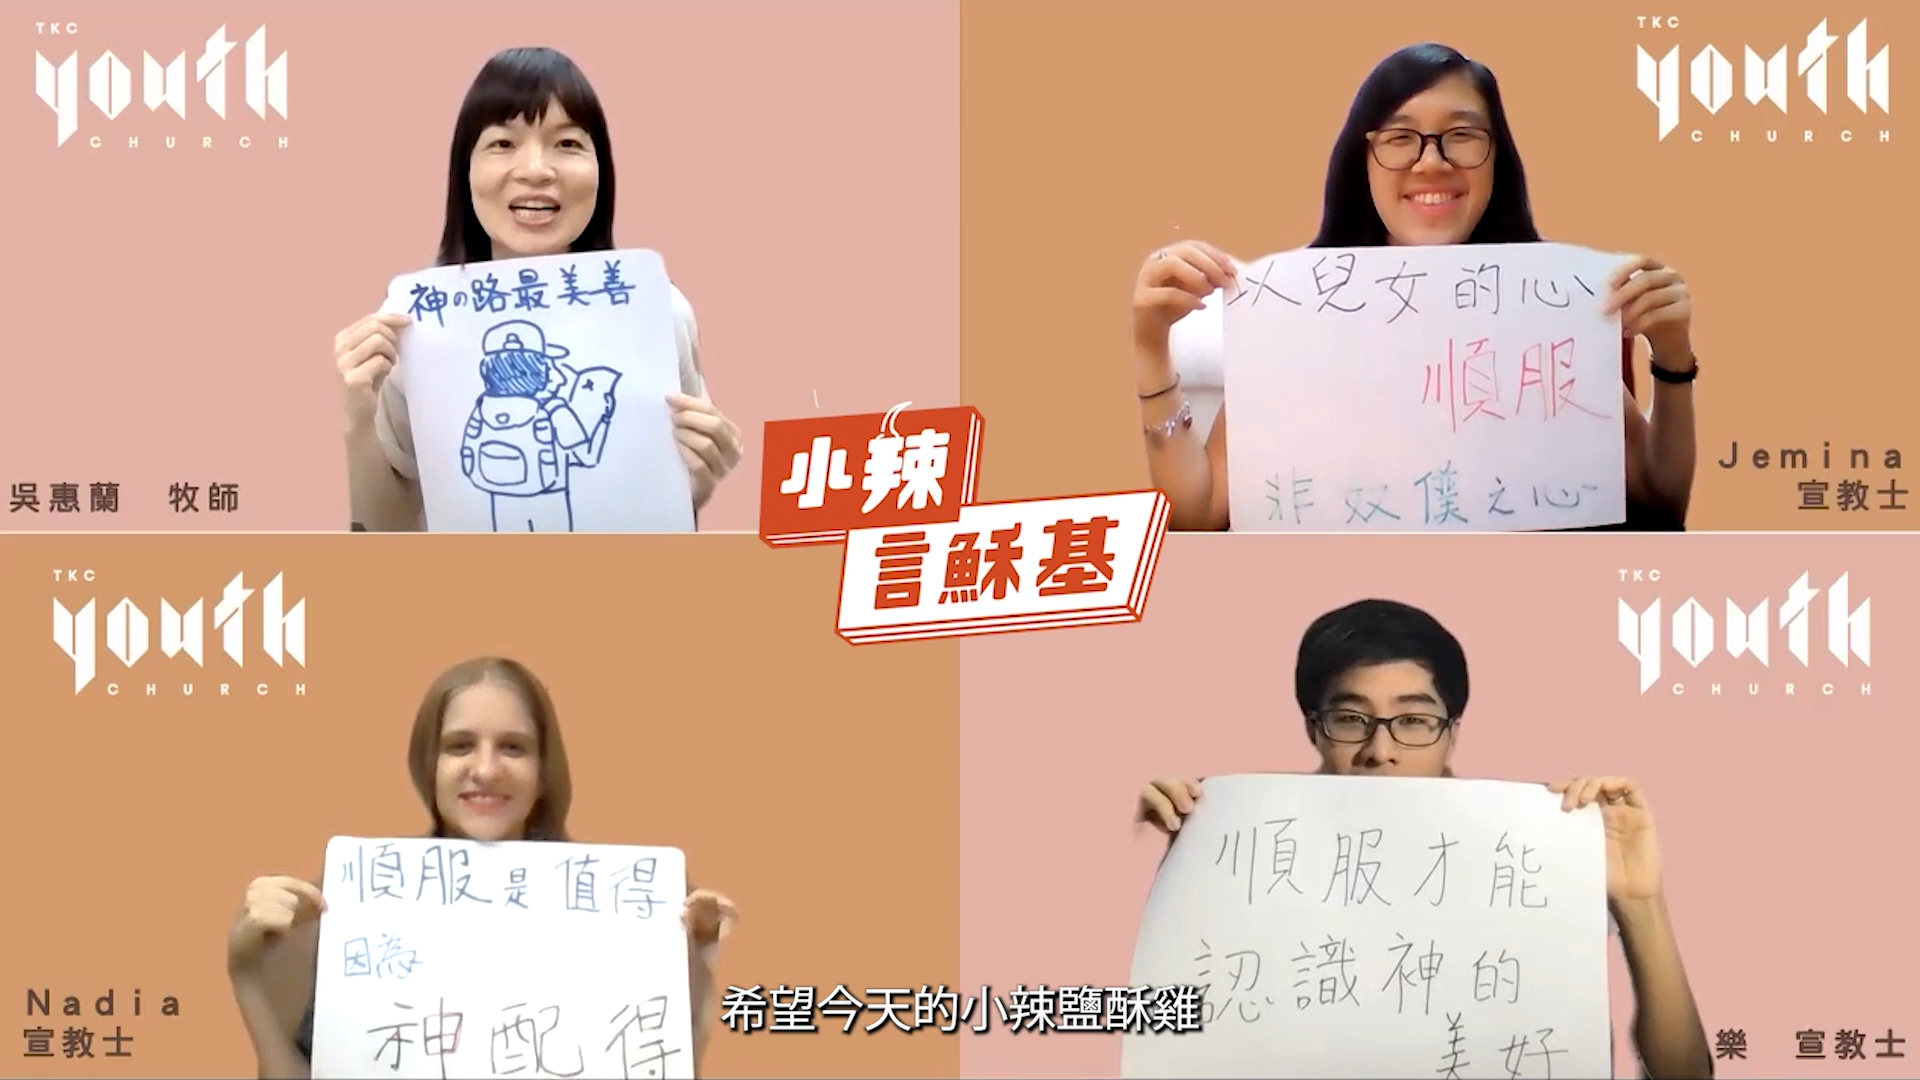 TKC
youth
CHURCH
神の路最美善
吳惠蘭 牧師
TKC
youth
CHURCH
以兒女的心
順服
非奴僕之心
Jemina
宣教士
小辣
言穌基
TKC
youth
CHURCH
順服是值得
因為
神配得
Nadia
宣教士
TKC
youth
CHURCH
順服才能
認識神的
美好
樂 宣教士
希望今天的小辣鹽酥雞